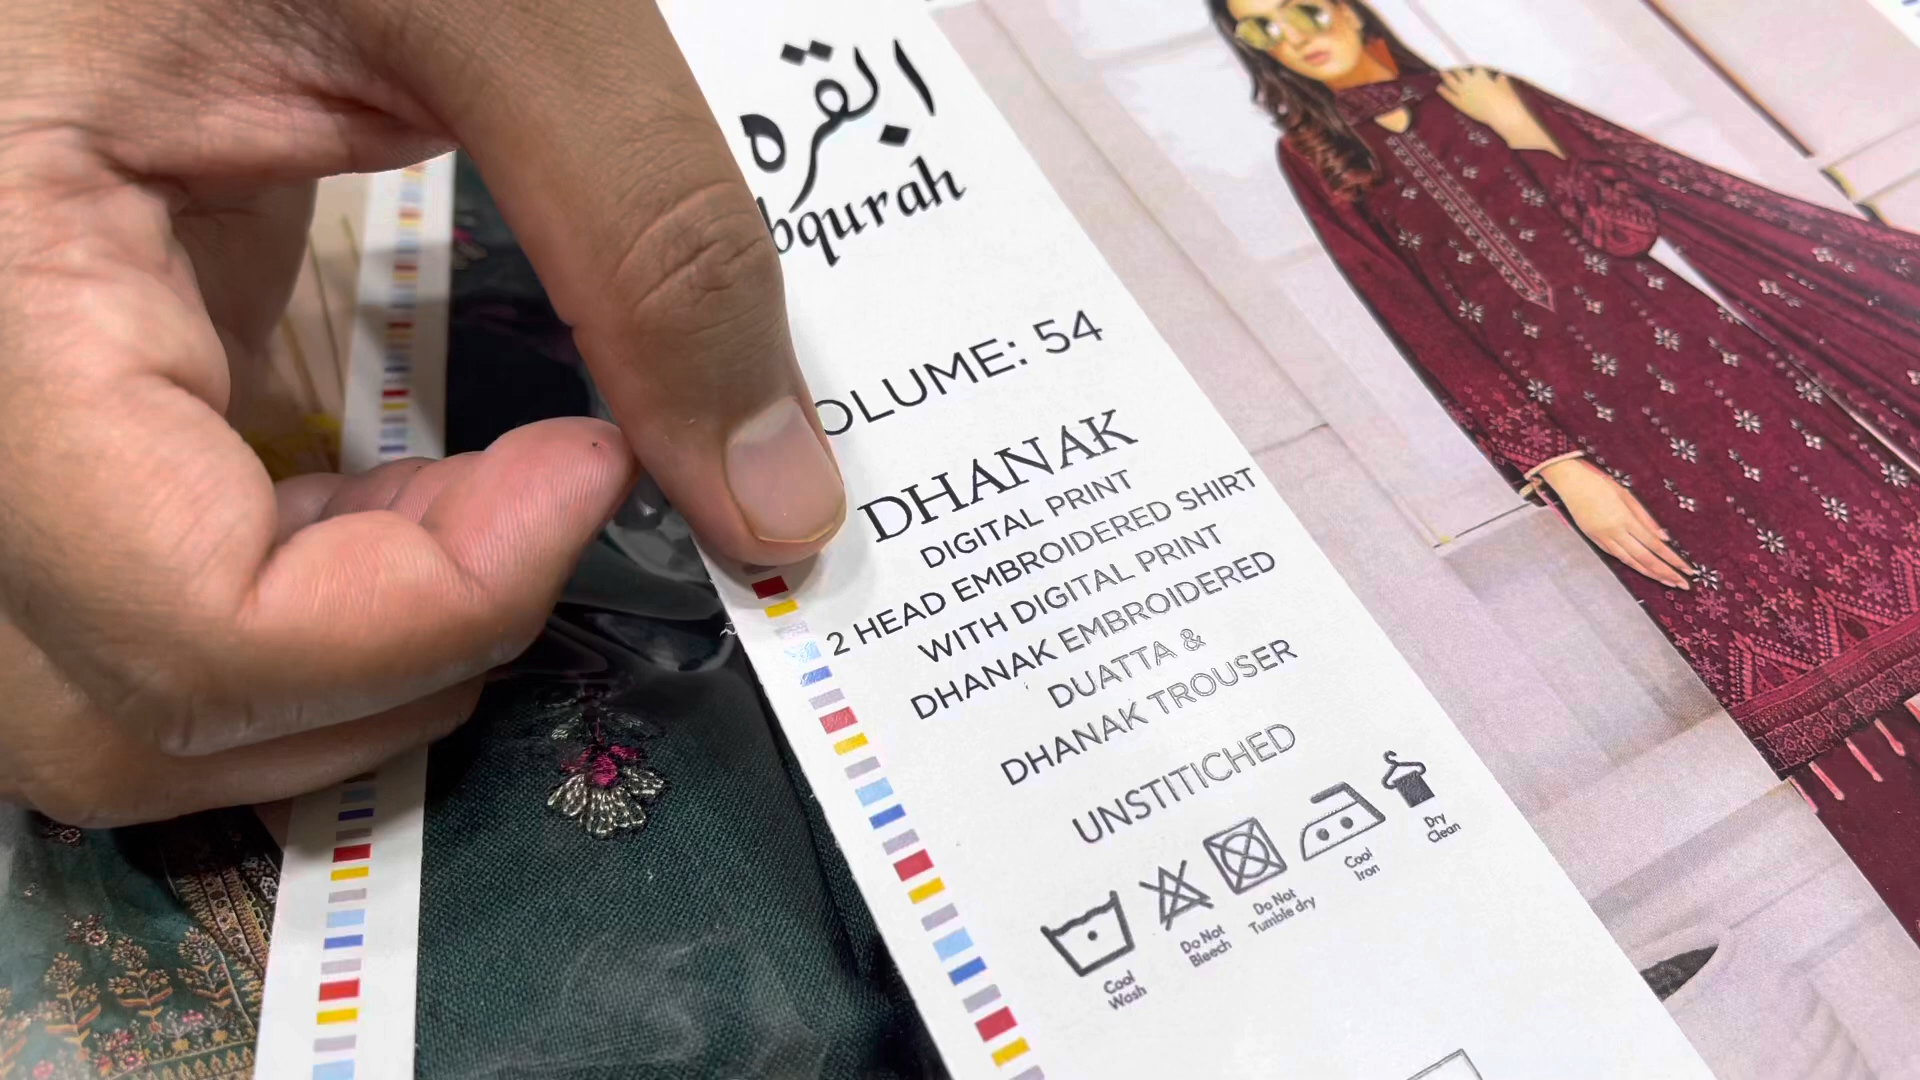 ابقره
bqurah
OLUME: 54
DHANAK
DIGITAL PRINT
2 HEAD EMBROIDERED SHIRT
WITH DIGITAL PRINT
DHANAK EMBROIDERED
DUATTA &
DHANAK TROUSER
UNSTITICHED
Cool Wash
Do Not Bleech
Do Not Tumble dry
Cool Iron
Dry Clean